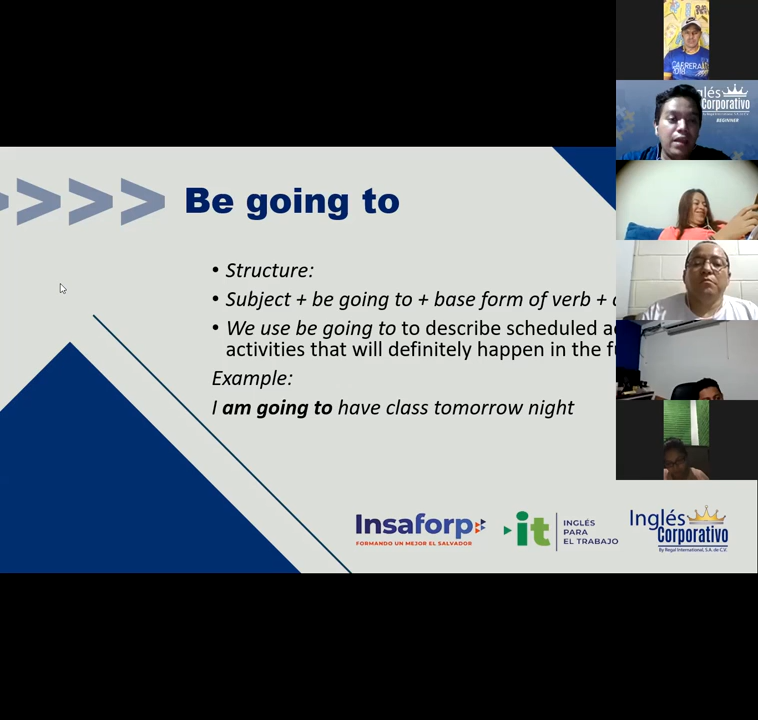 CARRERA
2018
Inglés
Corporativo
BEGINNER
>>>> Be going to
• Structure:
• Subject + be going to + base form of verb +
• We use be going to to describe scheduled
activities that will definitely happen in the
Example:
I am going to have class tomorrow night
Insaforp
FORMANDO UN MEJOR EL SALVADOR
it
INGLÉS
PARA
EL TRABAJO
Inglés
Corporativo
By Regal International, S.A. de C.V.